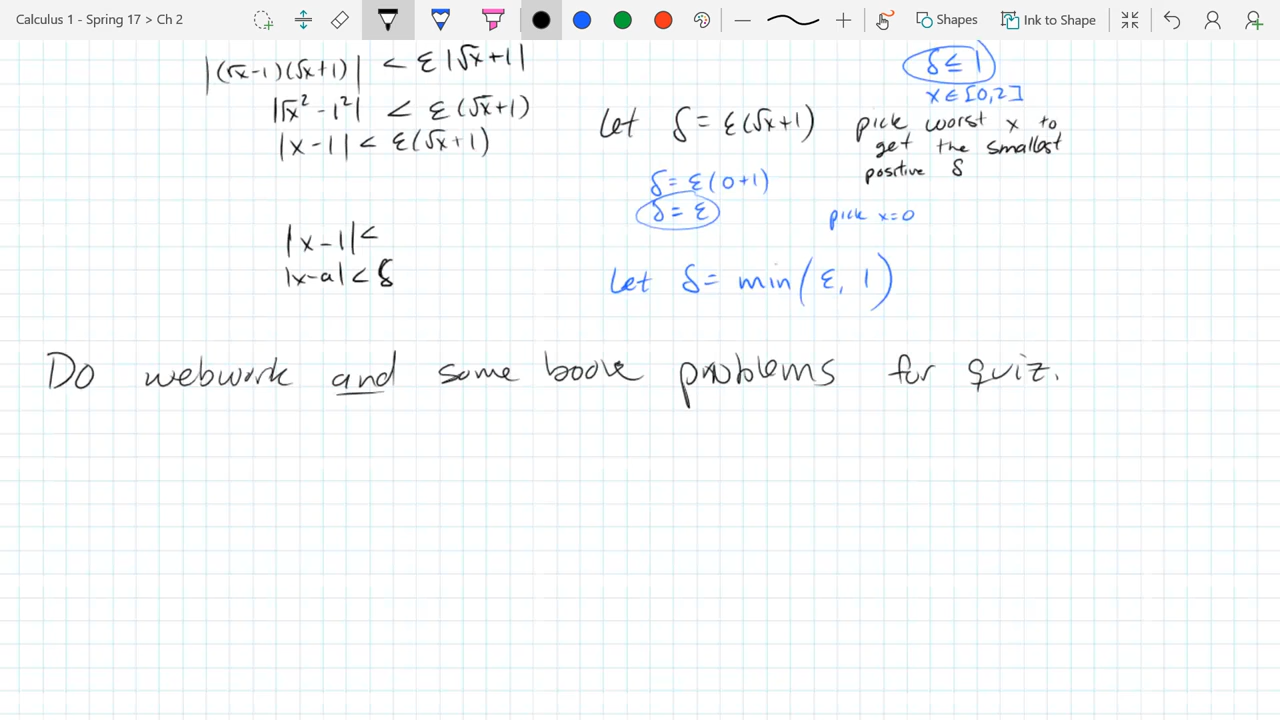 Calculus 1 - Spring 17 > Ch 2
Shapes
Ink to Shape
|(√x-1)(√x+1)| < ε|√x+1|
|√x² - 1²| < ε(√x+1)
|x - 1| < ε(√x+1)
|x - 1| <
|x-a| < δ
Let δ = ε(√x+1)
δ = ε(0+1)
δ = ε
δ ≤ 1
x ∈ [0,2]
pick worst x to
get the smallest
positive δ
pick x=0
Let δ = min(ε, 1)
Do webwork and some book problems for quiz.